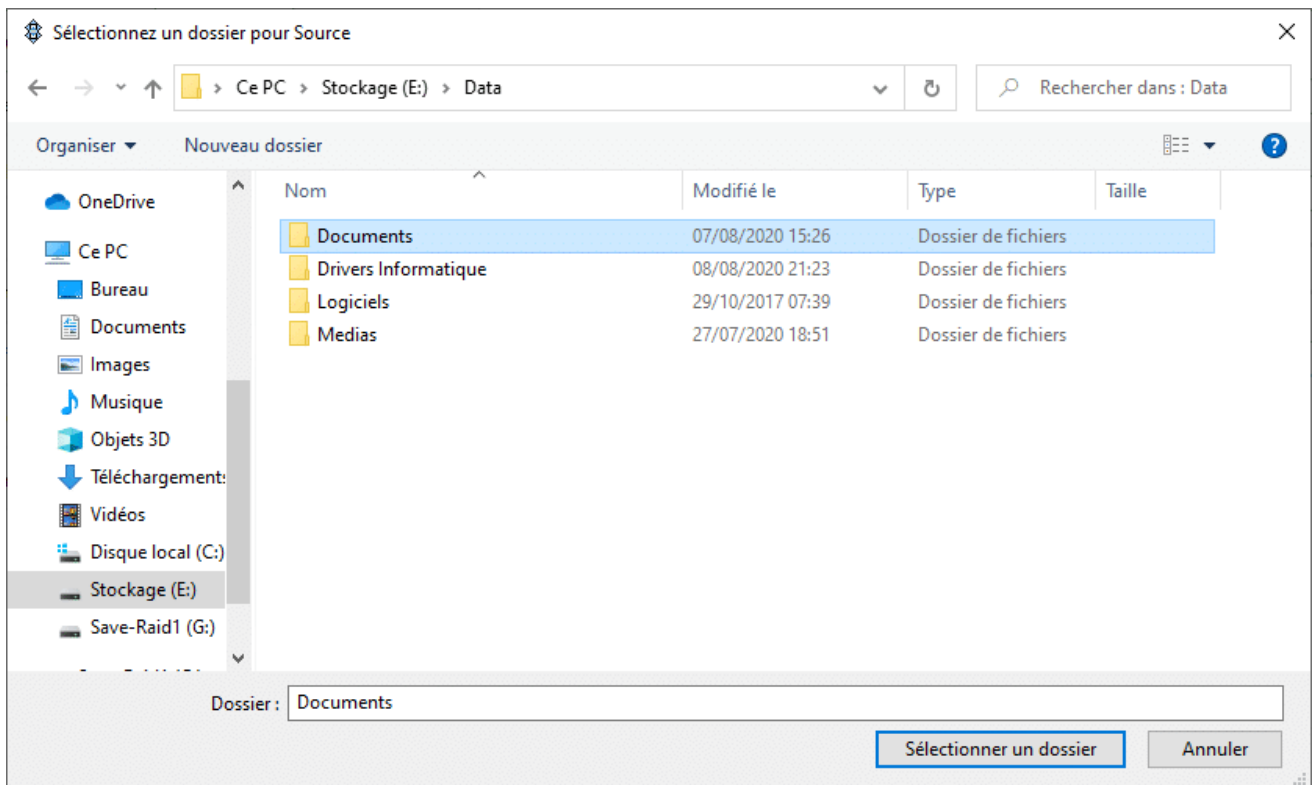 Sélectionnez un dossier pour Source
Ce PC > Stockage (E:) > Data
Rechercher dans : Data
Organiser
Nouveau dossier
Nom Modifié le Type Taille
Documents 07/08/2020 15:26 Dossier de fichiers
Drivers Informatique 08/08/2020 21:23 Dossier de fichiers
Logiciels 29/10/2017 07:39 Dossier de fichiers
Medias 27/07/2020 18:51 Dossier de fichiers
OneDrive
Ce PC
Bureau
Documents
Images
Musique
Objets 3D
Téléchargements
Vidéos
Disque local (C:)
Stockage (E:)
Save-Raid1 (G:)
Dossier : Documents
Sélectionner un dossier
Annuler